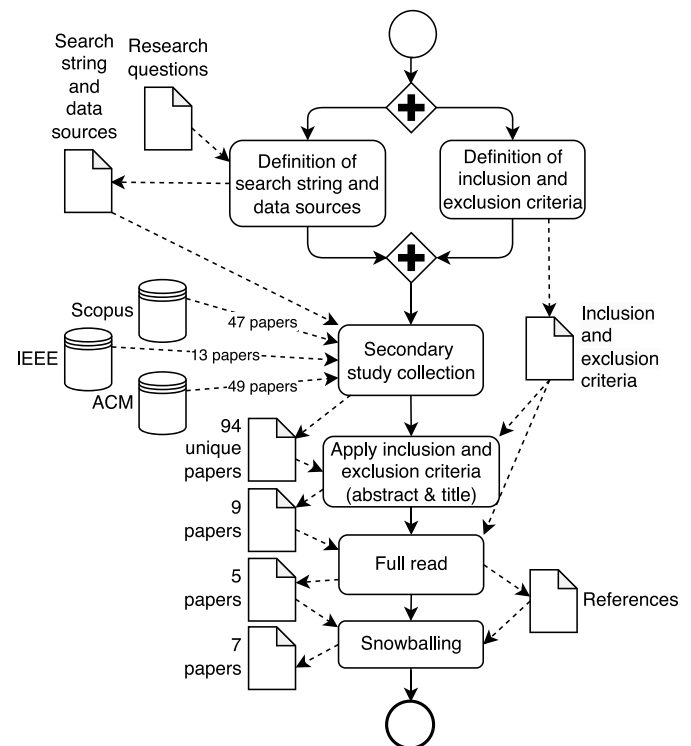 Search
string
and
data
sources
Research
questions
Definition of
search string and
data sources
Definition of
inclusion and
exclusion criteria
Scopus
47 papers
IEEE
13 papers
ACM
49 papers
Secondary
study collection
Inclusion
and
exclusion
criteria
94
unique
papers
Apply inclusion and
exclusion criteria
(abstract & title)
9
papers
Full read
5
papers
References
Snowballing
7
papers